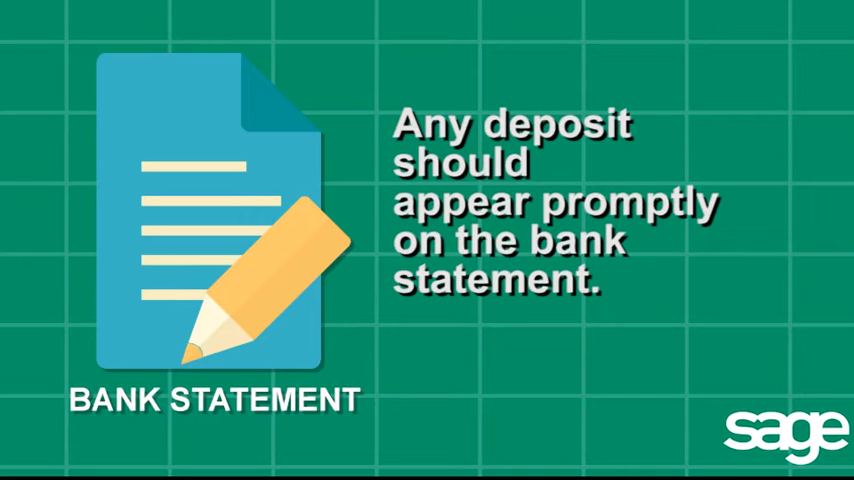 Any deposit
should
appear promptly
on the bank
statement.
BANK STATEMENT
sage